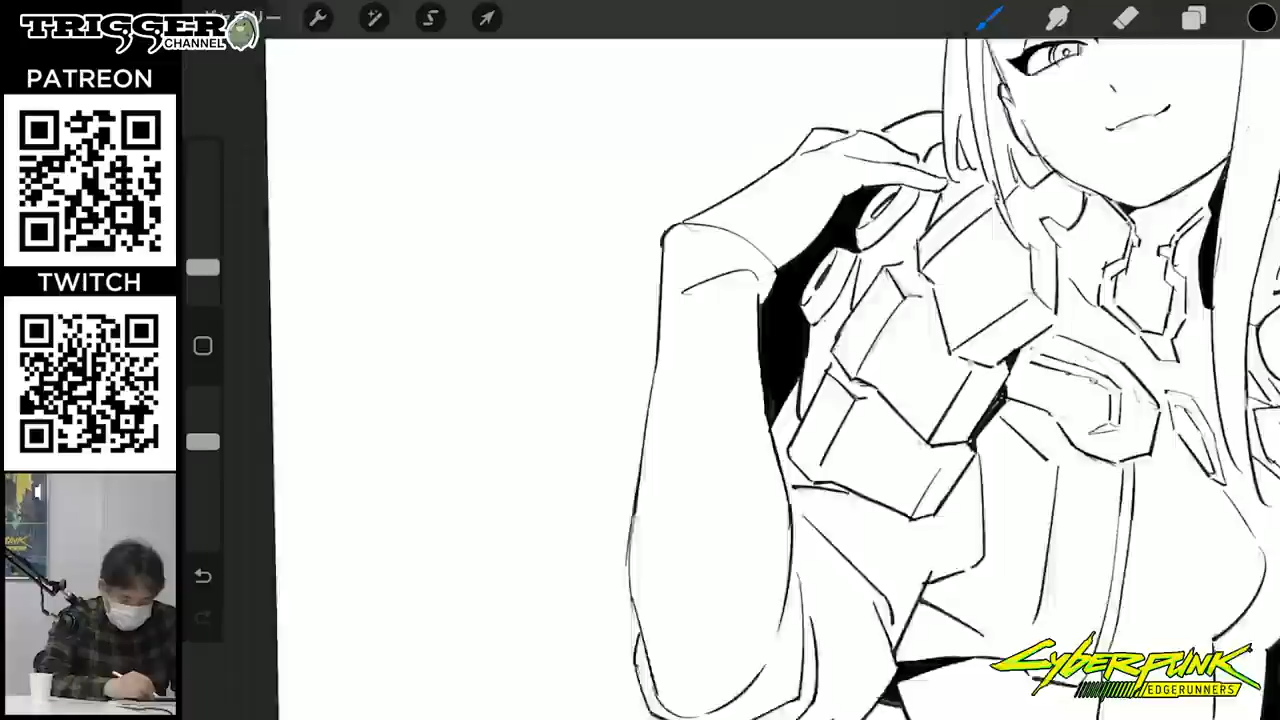 TRIGGER
CHANNEL
PATREON
TWITCH
CYBERPUNK
EDGERUNNERS